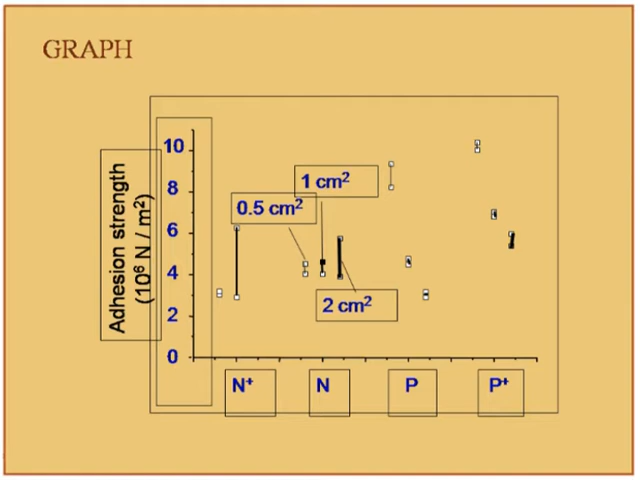 GRAPH
Adhesion strength
(10⁶ N / m²)
10
8
6
4
2
0
0.5 cm²
1 cm²
2 cm²
N⁺
N
P
P⁺